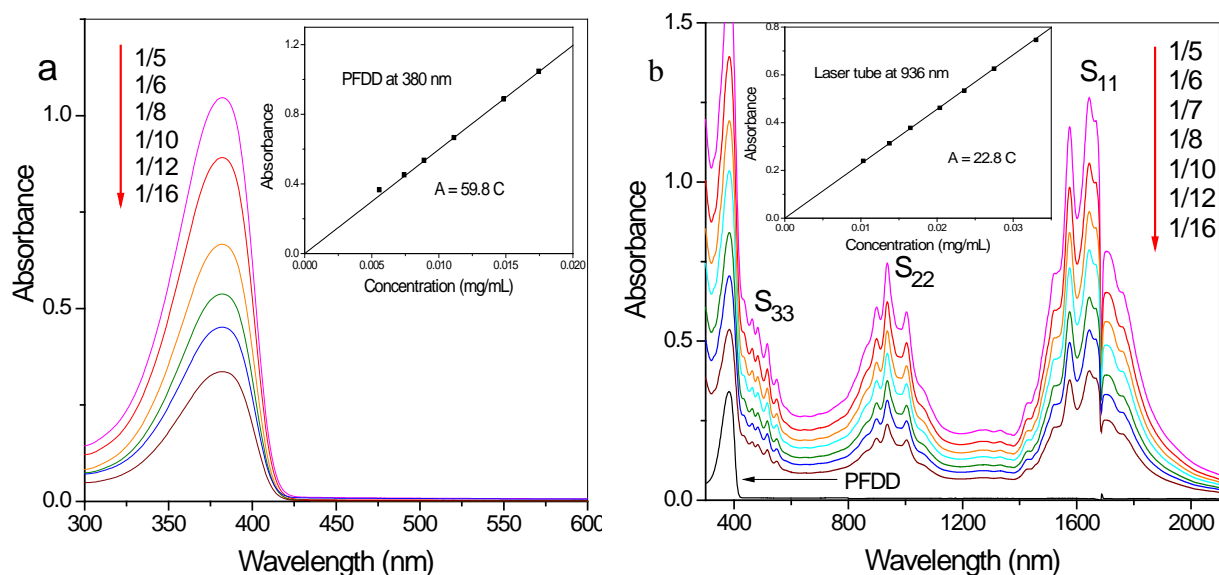 a
1/5
1/6
1/8
1/10
1/12
1/16
Absorbance
1.0
0.5
0.0
300 350 400 450 500 550 600
Wavelength (nm)
PFDD at 380 nm
A = 59.8 C
Absorbance
1.2
0.8
0.4
0.0
0.000 0.005 0.010 0.015 0.020
Concentration (mg/mL)
b
1/5
1/6
1/7
1/8
1/10
1/12
1/16
Absorbance
1.5
1.0
0.5
0.0
400 800 1200 1600 2000
Wavelength (nm)
S33
S22
S11
PFDD
Laser tube at 936 nm
A = 22.8 C
Absorbance
0.8
0.6
0.4
0.2
0.0
0.00 0.01 0.02 0.03
Concentration (mg/mL)